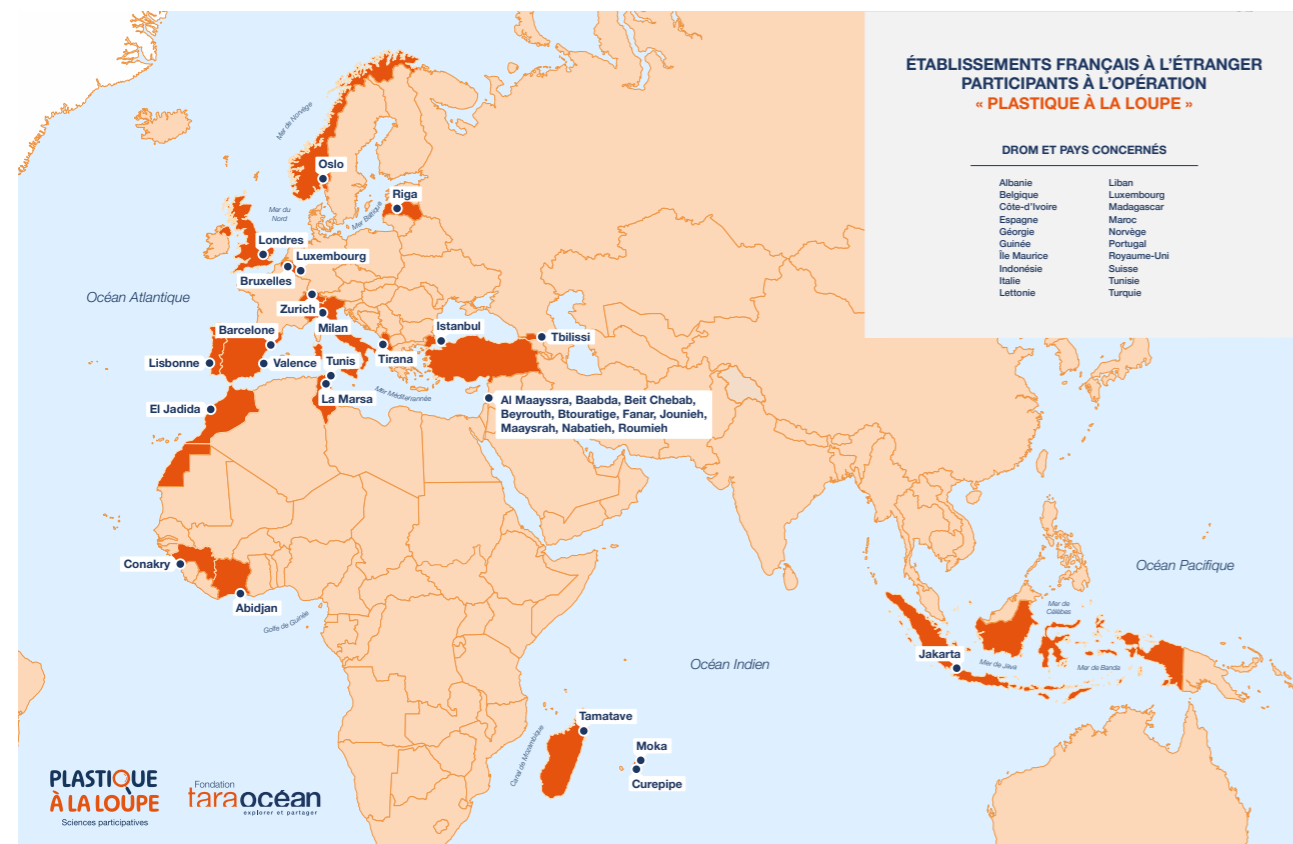 ÉTABLISSEMENTS FRANÇAIS À L'ÉTRANGER
PARTICIPANTS À L'OPÉRATION
« PLASTIQUE À LA LOUPE »
DROM ET PAYS CONCERNÉS
Albanie
Belgique
Côte-d'Ivoire
Espagne
Géorgie
Guinée
Île Maurice
Indonésie
Italie
Lettonie
Liban
Luxembourg
Madagascar
Maroc
Norvège
Portugal
Royaume-Uni
Suisse
Tunisie
Turquie
Mer de Norvège
Oslo
Riga
Mer du
Nord
Mer Baltique
Londres
Luxembourg
Bruxelles
Océan Atlantique
Zurich
Milan
Barcelone
Istanbul
Tbilissi
Lisbonne
Valence
Tunis
Tirana
La Marsa
Mer Méditerrannée
El Jadida
Al Maayssra, Baabda, Beit Chebab,
Beyrouth, Btouratige, Fanar, Jounieh,
Maaysrah, Nabatieh, Roumieh
Conakry
Abidjan
Golfe de Guinée
Océan Pacifique
Mer de
Célèbes
Jakarta
Mer de Java
Mer de Banda
Océan Indien
Tamatave
Canal de Mozambique
Moka
Curepipe
PLASTIQUE
À LA LOUPE
Sciences participatives
Fondation
taraocéan
explorer et partager